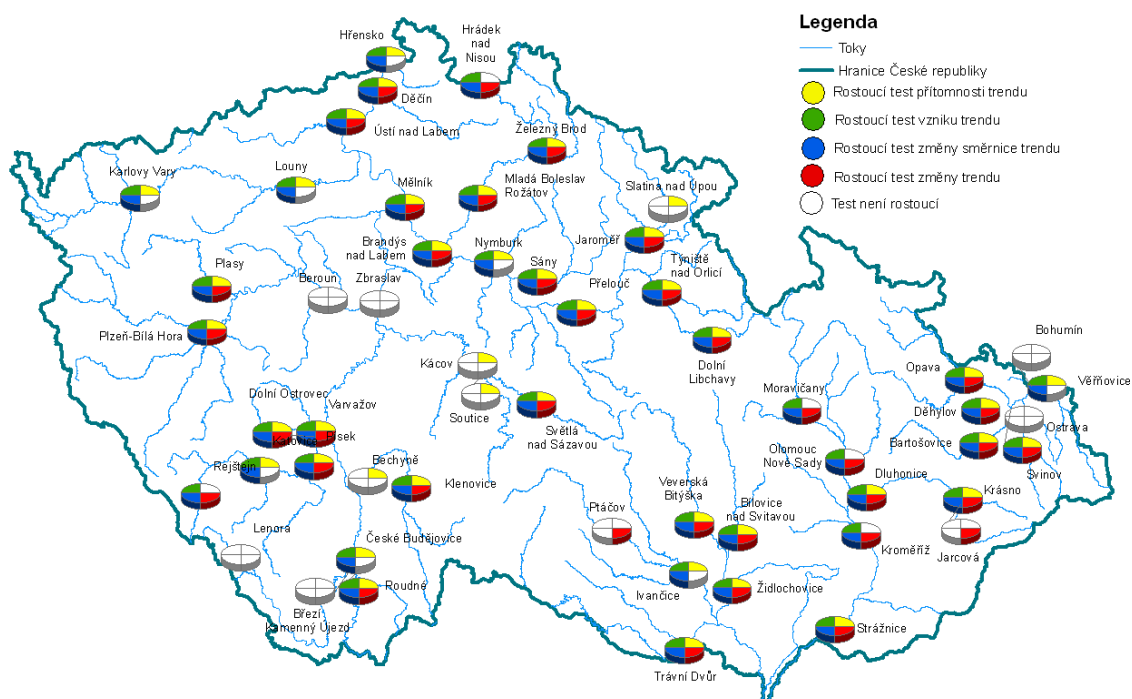 Legenda
Toky
Hranice České republiky
Rostoucí test přítomnosti trendu
Rostoucí test vzniku trendu
Rostoucí test změny směrnice trendu
Rostoucí test změny trendu
Test není rostoucí
Hřensko
Hrádek
nad
Nisou
Děčín
Ústí nad Labem
Železný Brod
Karlovy Vary
Louny
Mělník
Mladá Boleslav
Rožátov
Slatina nad Úpou
Brandýs
nad Labem
Nymburk
Jaroměř
Plasy
Beroun
Zbraslav
Sány
Týniště
nad Orlicí
Přelouč
Plzeň-Bílá Hora
Bohumín
Kácov
Dolní
Libchavy
Opava
Věřňovice
Dolní Ostrovec
Moravičany
Varvažov
Soutice
Děhylov
Světlá
nad Sázavou
Ostrava
Katovice
Písek
Bartošovice
Olomouc
Nové Sady
Bechyně
Rejštejn
Svinov
Dluhonice
Klenovice
Veverská
Bítýška
Krásno
Bílovice
nad Svitavou
Ptáčov
Lenora
České Budějovice
Kroměříž
Jarcová
Roudné
Ivančice
Židlochovice
Březí
Kamenný Újezd
Strážnice
Trávní Dvůr